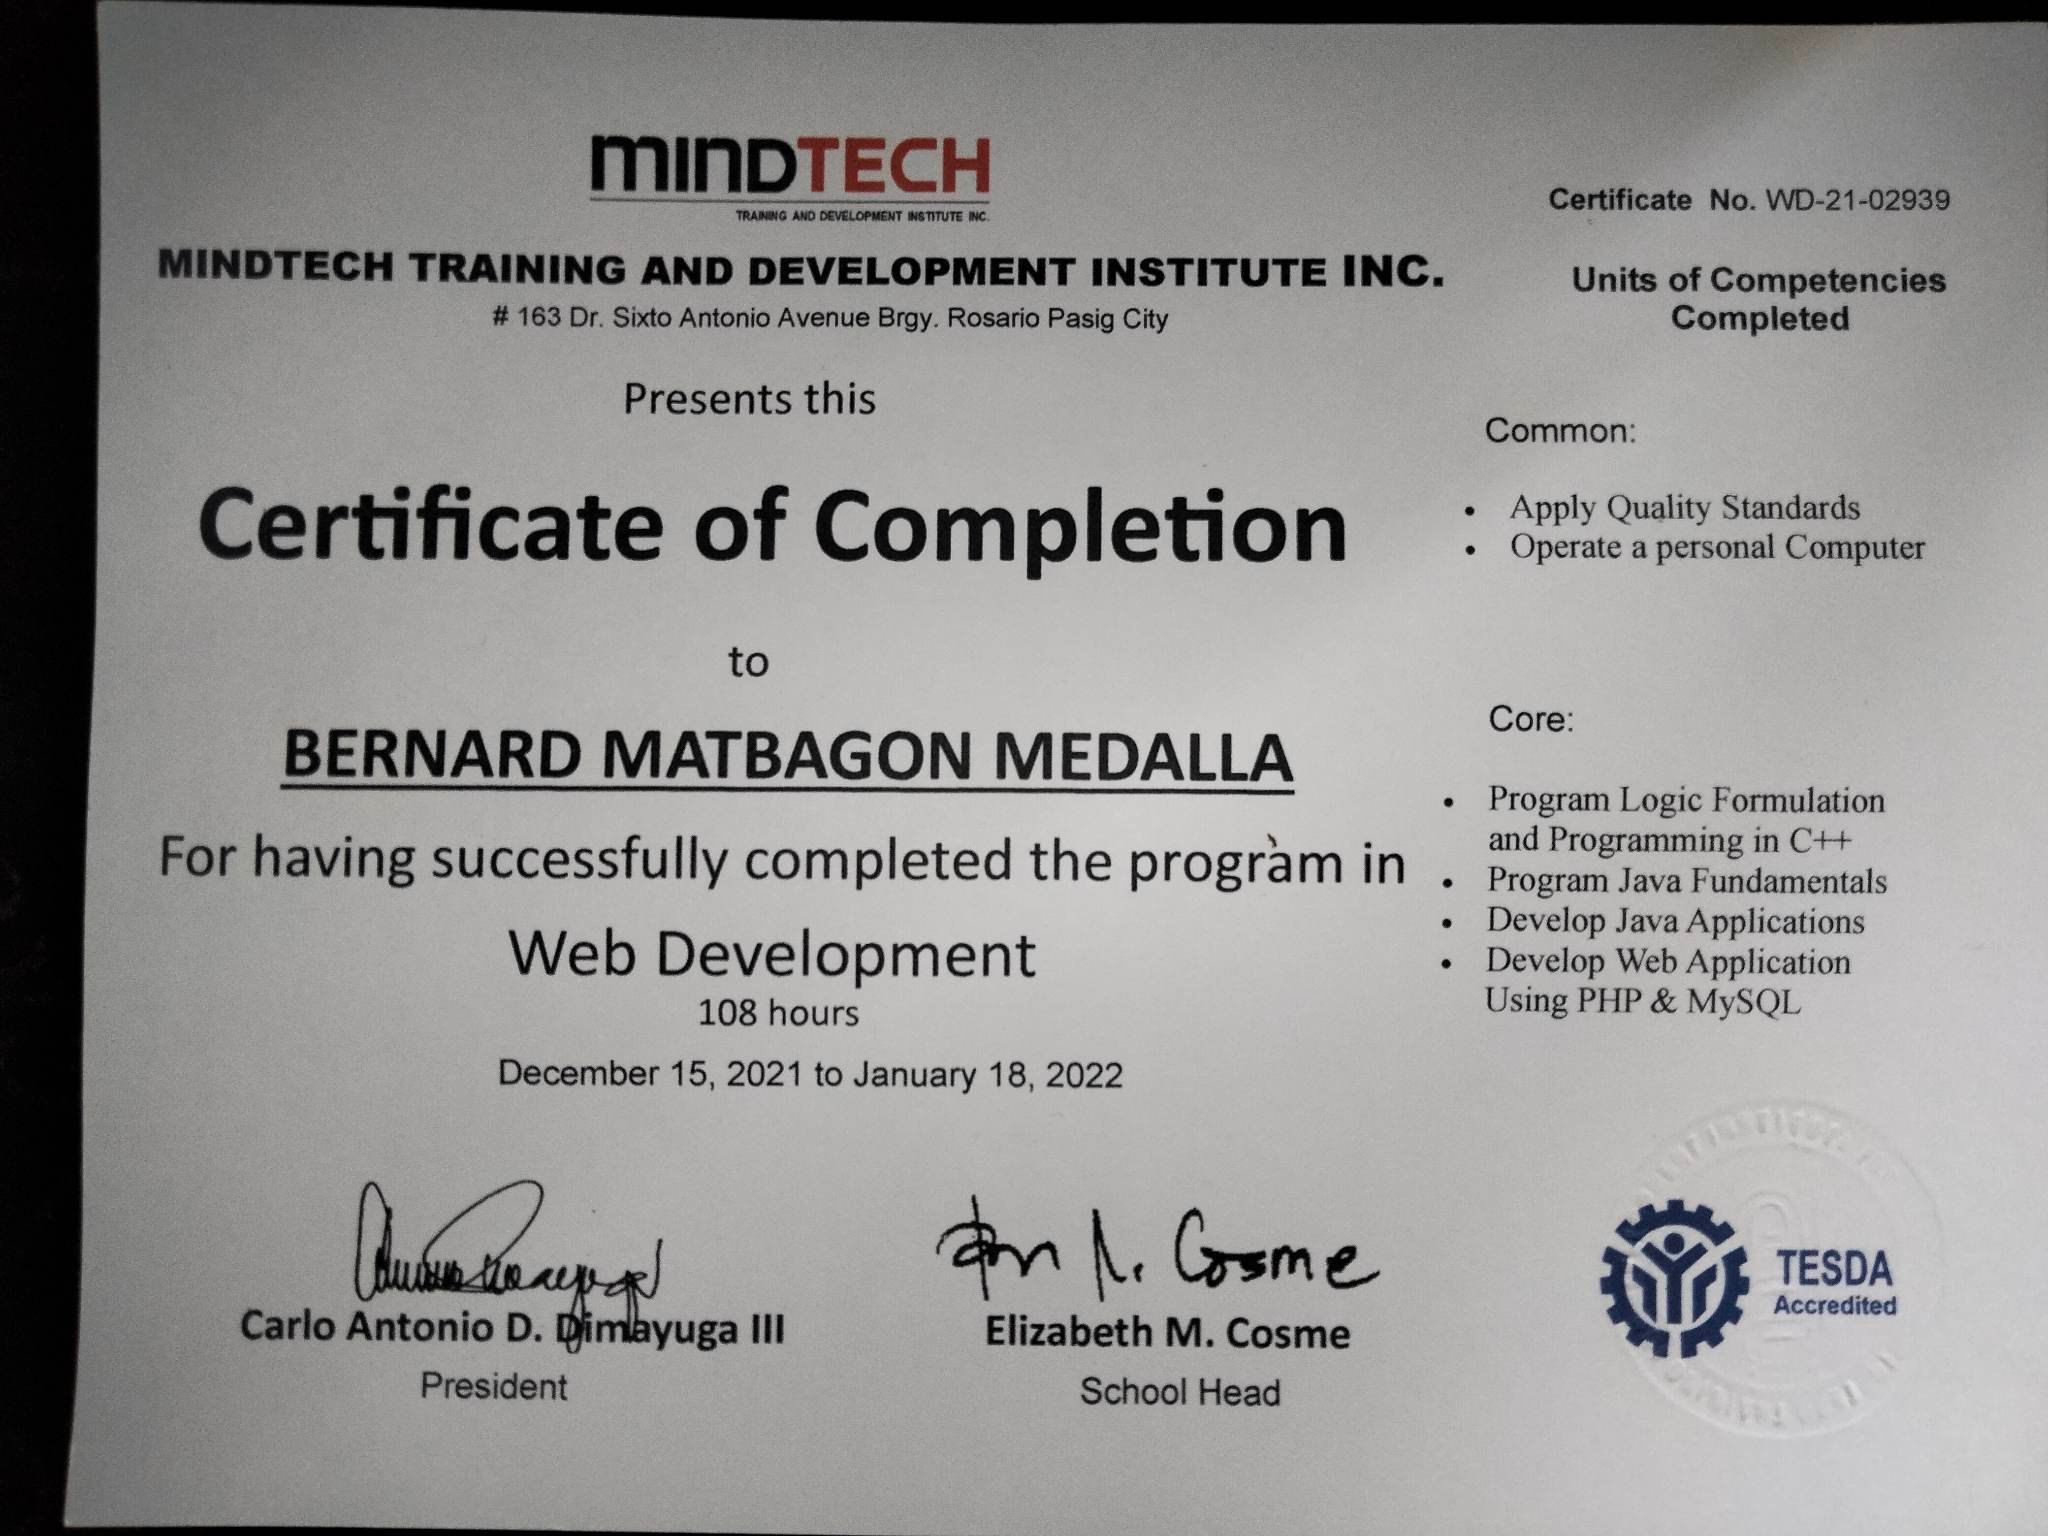 MINDTECH
TRAINING AND DEVELOPMENT INSTITUTE INC.
MINDTECH TRAINING AND DEVELOPMENT INSTITUTE INC.
# 163 Dr. Sixto Antonio Avenue Brgy. Rosario Pasig City
Presents this
Certificate of Completion
to
BERNARD MATBAGON MEDALLA
For having successfully completed the program in
Web Development
108 hours
December 15, 2021 to January 18, 2022
Carlo Antonio D. Dimayuga III
President
Cosme
Elizabeth M. Cosme
School Head
Certificate No. WD-21-02939
Units of Competencies
Completed
Common:
• Apply Quality Standards
• Operate a personal Computer
Core:
• Program Logic Formulation
and Programming in C++
• Program Java Fundamentals
• Develop Java Applications
• Develop Web Application
Using PHP & MySQL
TESDA
Accredited